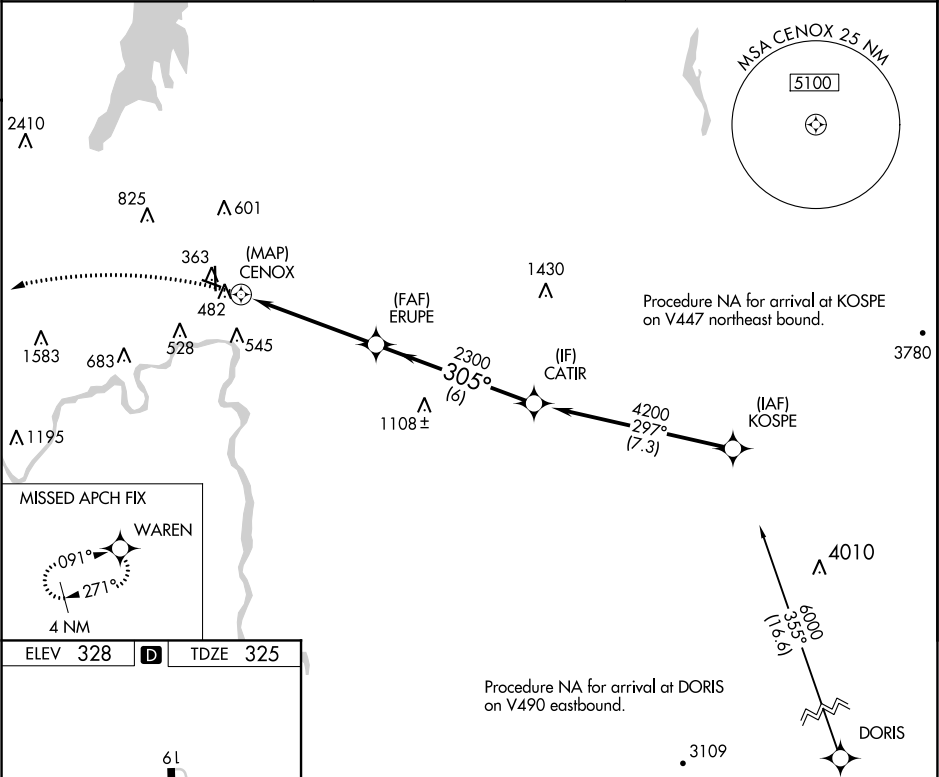 MSA CENOX 25 NM
5100
2410
825
601
363
(MAP)
CENOX
482
1430
(FAF)
ERUPE
Procedure NA for arrival at KOSPE
on V447 northeast bound.
3780
1583
683
528
545
2300
305°
(6)
(IF)
CATIR
1108 ±
4200
297°
(7.3)
(IAF)
KOSPE
1195
MISSED APCH FIX
WAREN
091°
271°
4 NM
4010
6000
355°
(16.6)
ELEV 328 D TDZE 325
Procedure NA for arrival at DORIS
on V490 eastbound.
DORIS
3109
19